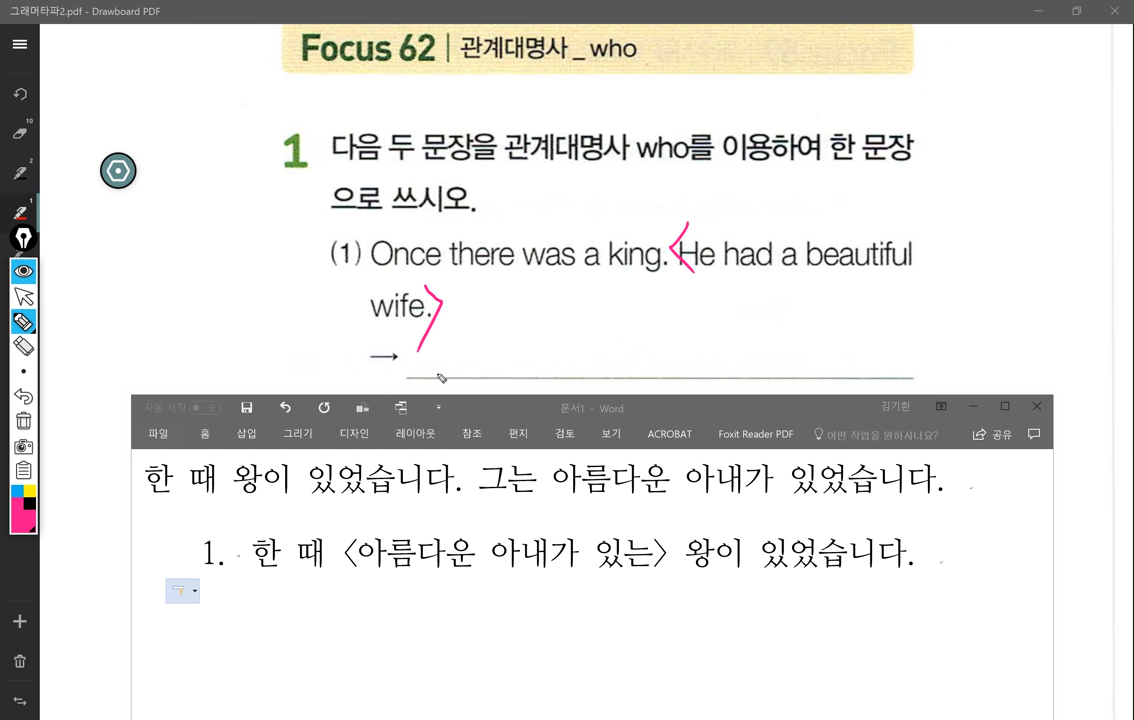 그래머타파2.pdf - Drawboard PDF
Focus 62 | 관계대명사 _ who
1 다음 두 문장을 관계대명사 who를 이용하여 한 문장
으로 쓰시오.
(1) Once there was a king. He had a beautiful
wife.
→
10
2
1
자동 저장 문서1 - Word 김기환
파일 홈 삽입 그리기 디자인 레이아웃 참조 편지 검토 보기 ACROBAT Foxit Reader PDF 어떤 작업을 원하시나요? 공유
한 때 왕이 있었습니다. 그는 아름다운 아내가 있었습니다.
1. 한 때 〈아름다운 아내가 있는〉 왕이 있었습니다.